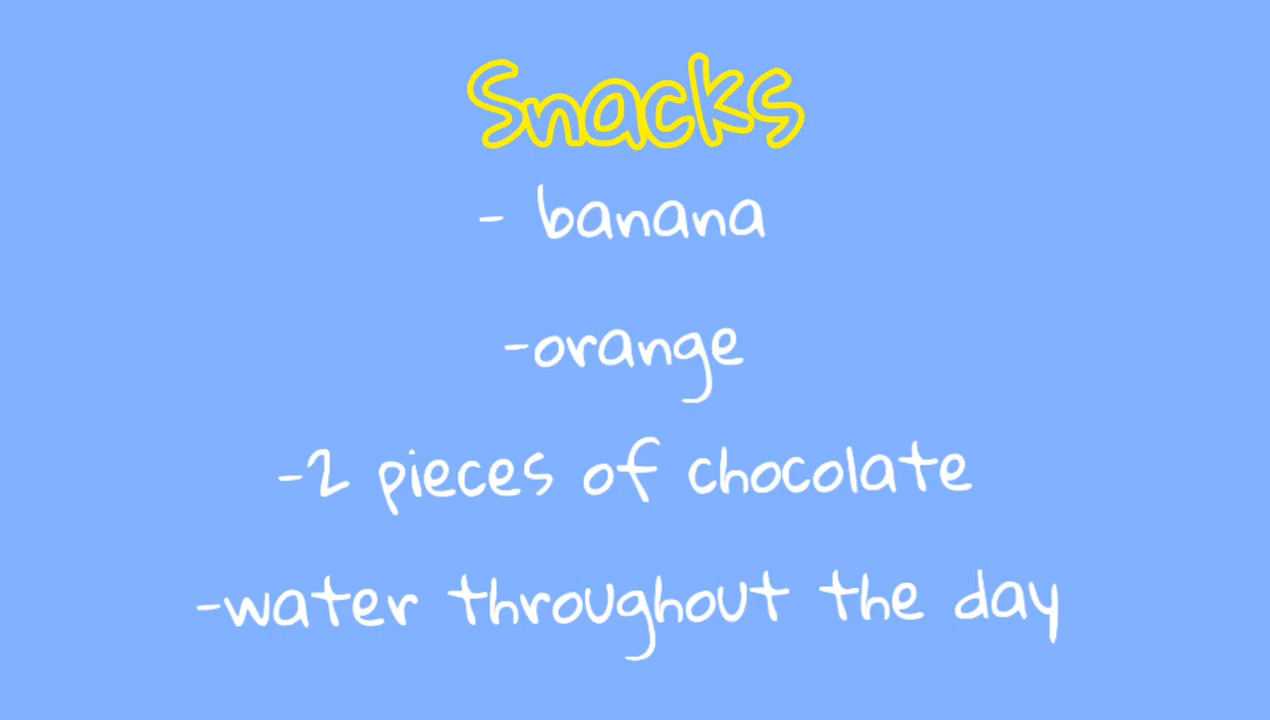 Snacks
- banana
-orange
-2 pieces of chocolate
-water throughout the day